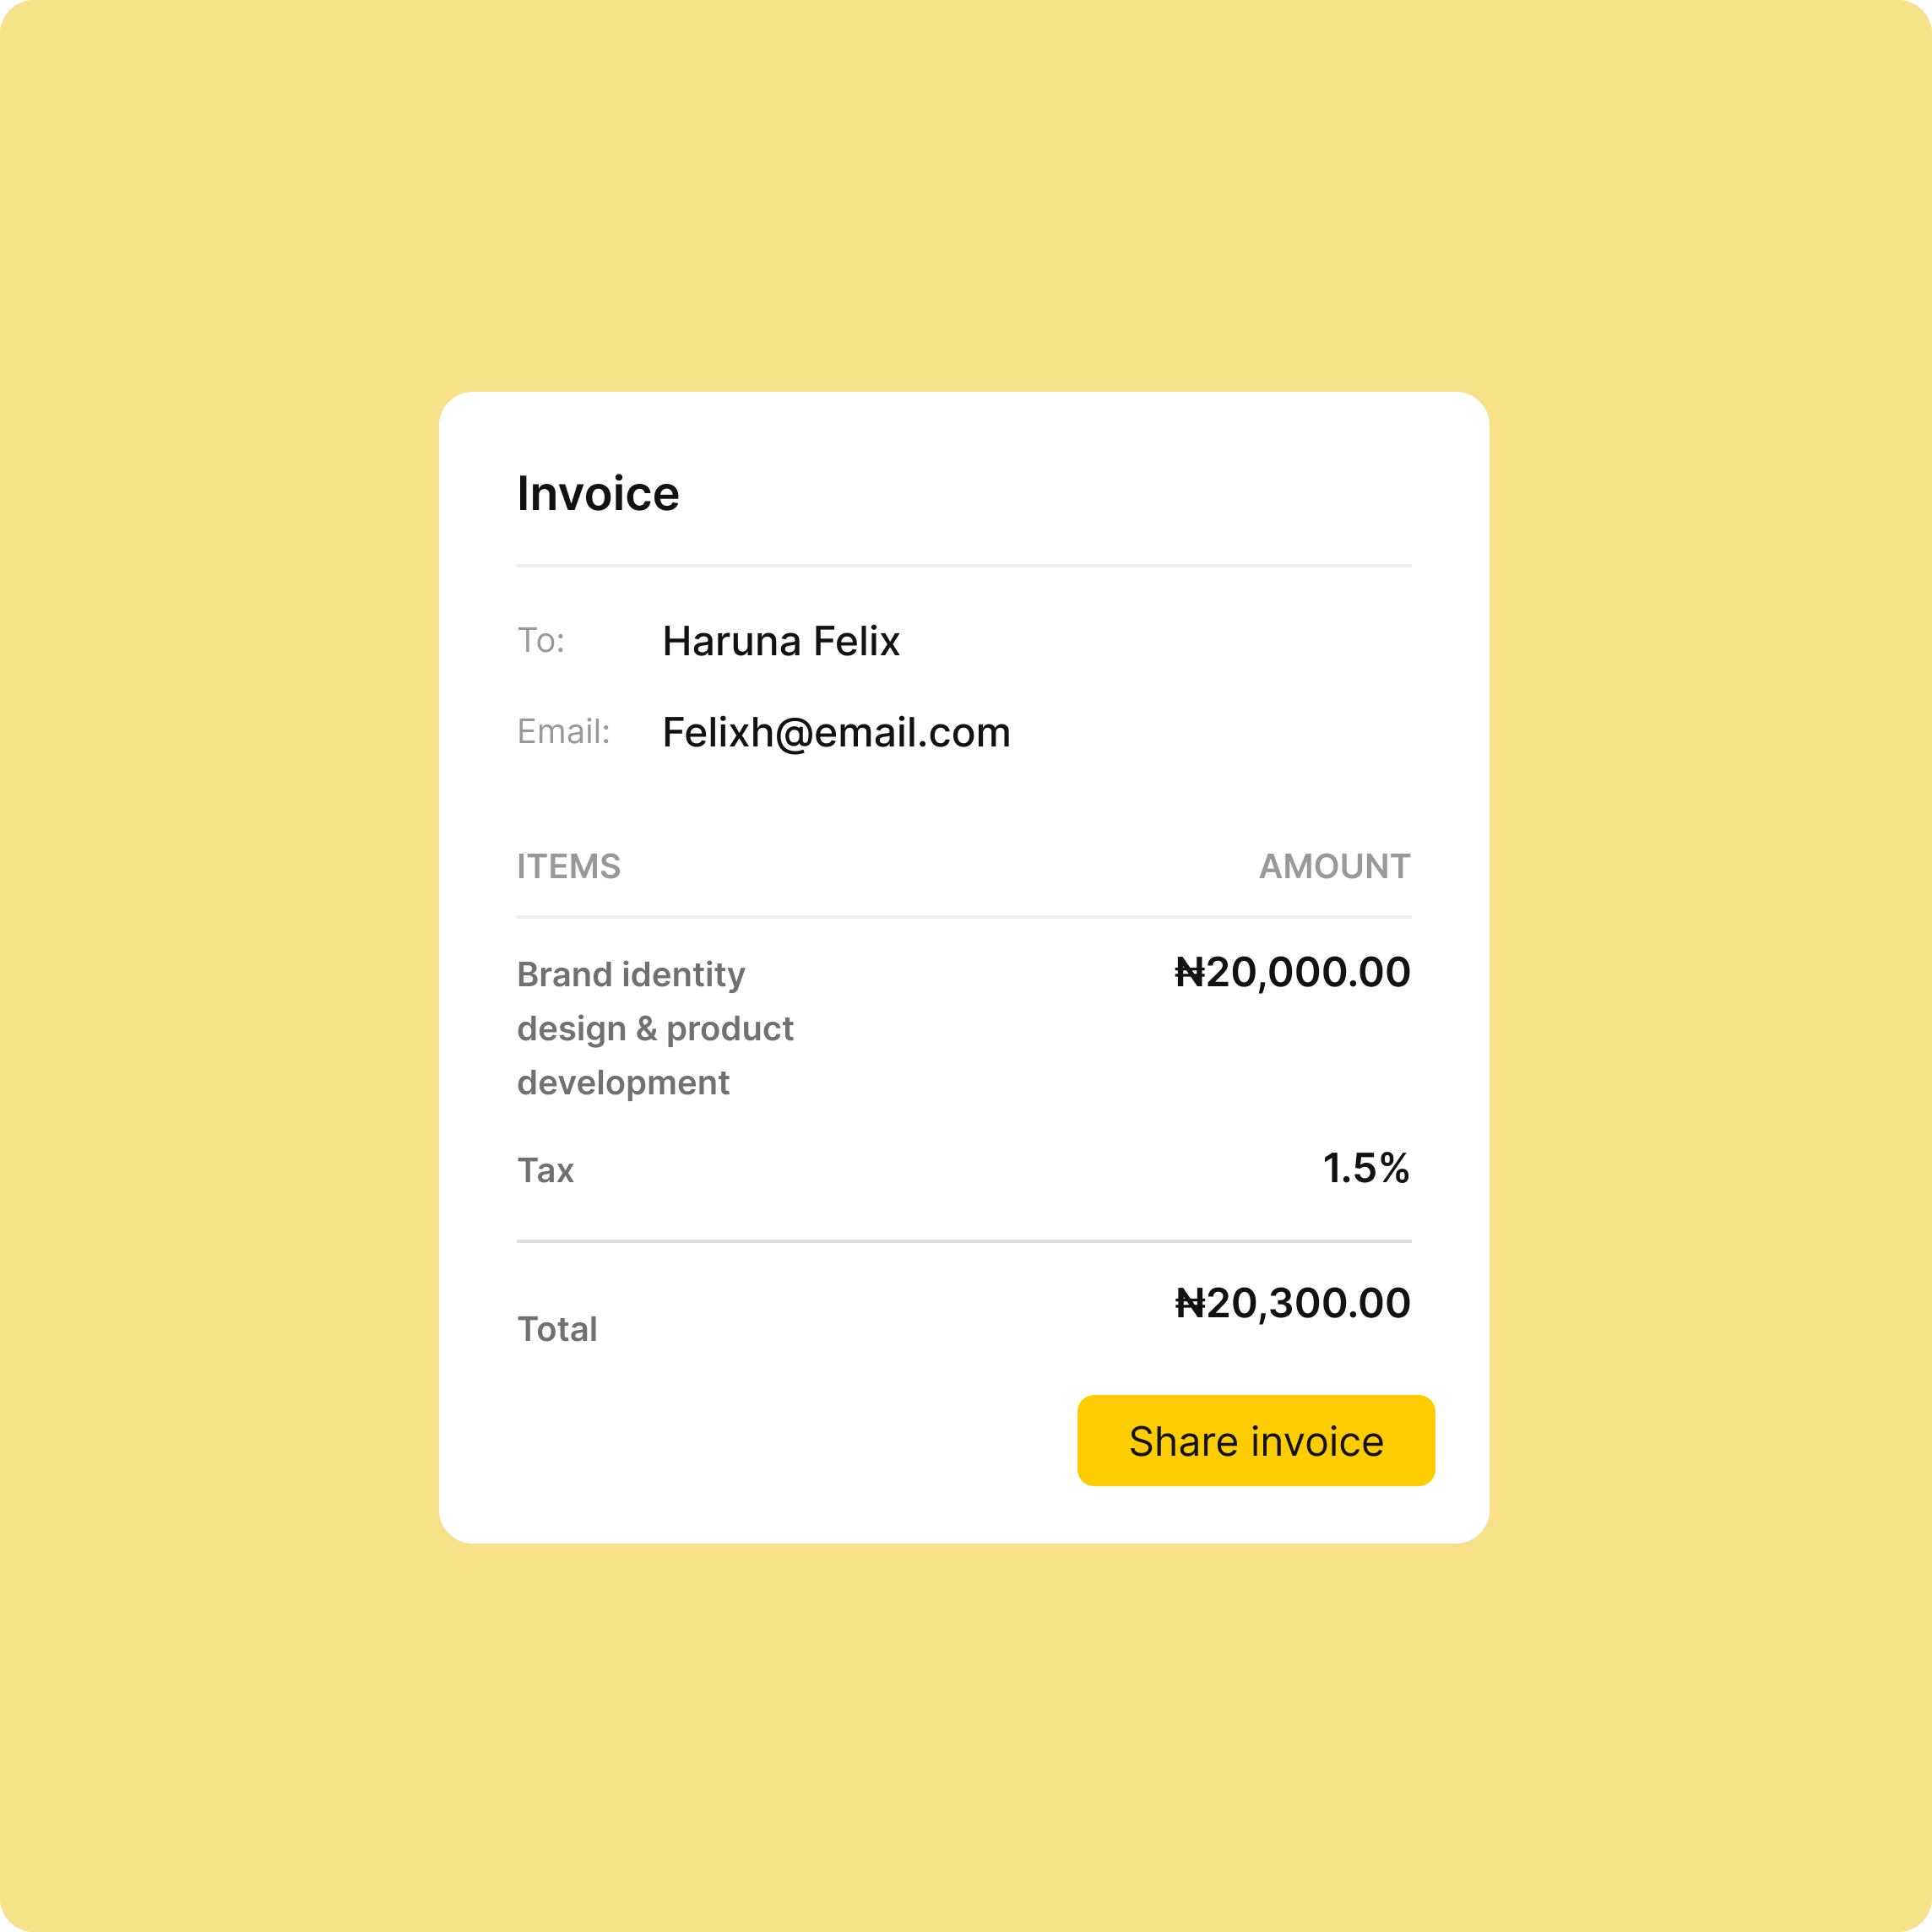 Invoice
To: Haruna Felix
Email: Felixh@email.com
ITEMS AMOUNT
Brand identity ₦20,000.00
design & product
development
Tax 1.5%
₦20,300.00
Total
Share invoice